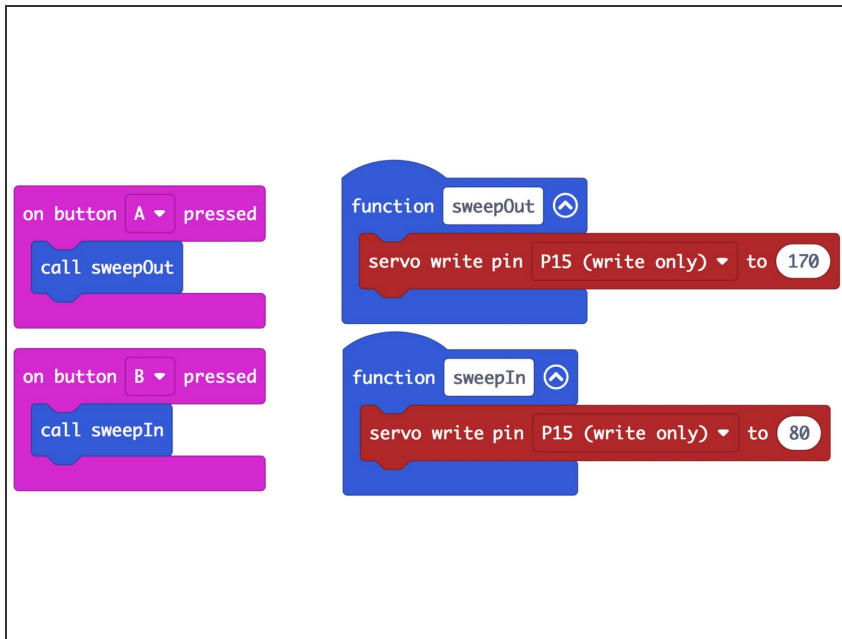 on button A pressed
call sweepOut
on button B pressed
call sweepIn
function sweepOut
servo write pin P15 (write only) to 170
function sweepIn
servo write pin P15 (write only) to 80